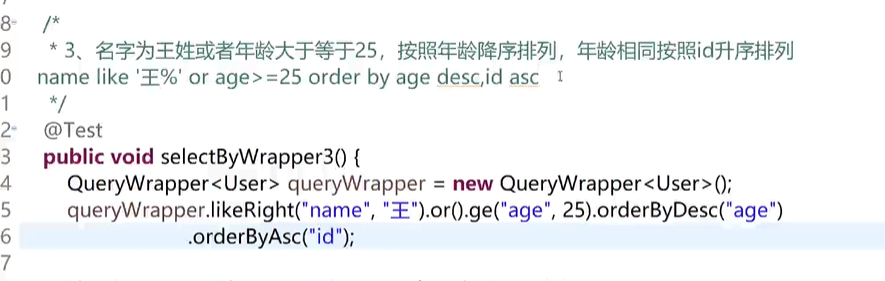 8 /*
9 * 3、名字为王姓或者年龄大于等于25，按照年龄降序排列，年龄相同按照id升序排列
0 name like '王%' or age>=25 order by age desc,id asc
1 */
2 @Test
3 public void selectByWrapper3() {
4 QueryWrapper<User> queryWrapper = new QueryWrapper<User>();
5 queryWrapper.likeRight("name", "王").or().ge("age", 25).orderByDesc("age")
6 .orderByAsc("id");
7